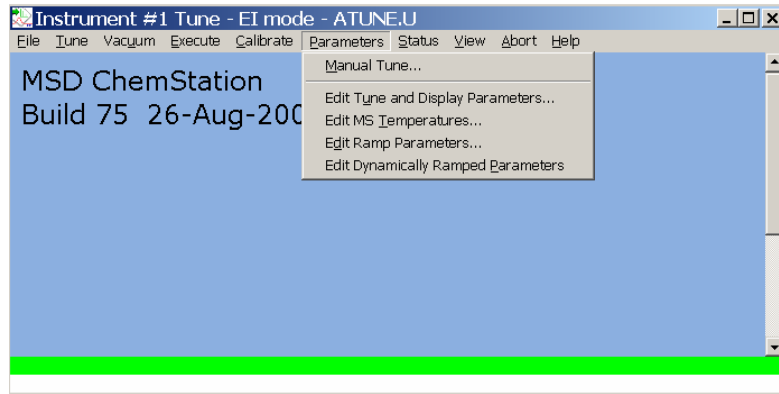 Instrument #1 Tune - EI mode - ATUNE.U
File Tune Vacuum Execute Calibrate Parameters Status View Abort Help
MSD ChemStation
Build 75 26-Aug-200
Manual Tune...
Edit Tune and Display Parameters...
Edit MS Temperatures...
Edit Ramp Parameters...
Edit Dynamically Ramped Parameters